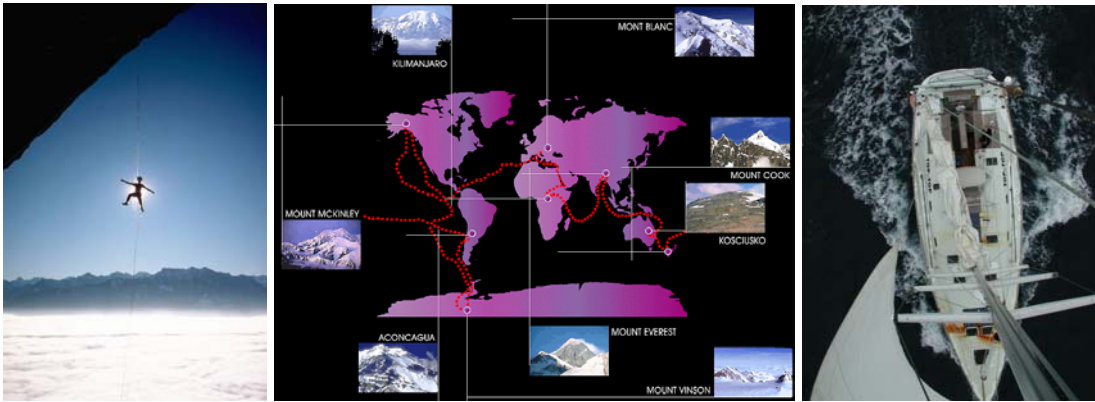 MONT BLANC
KILIMANJARO
MOUNT COOK
MOUNT MCKINLEY
KOSCIUSKO
MOUNT EVEREST
ACONCAGUA
MOUNT VINSON